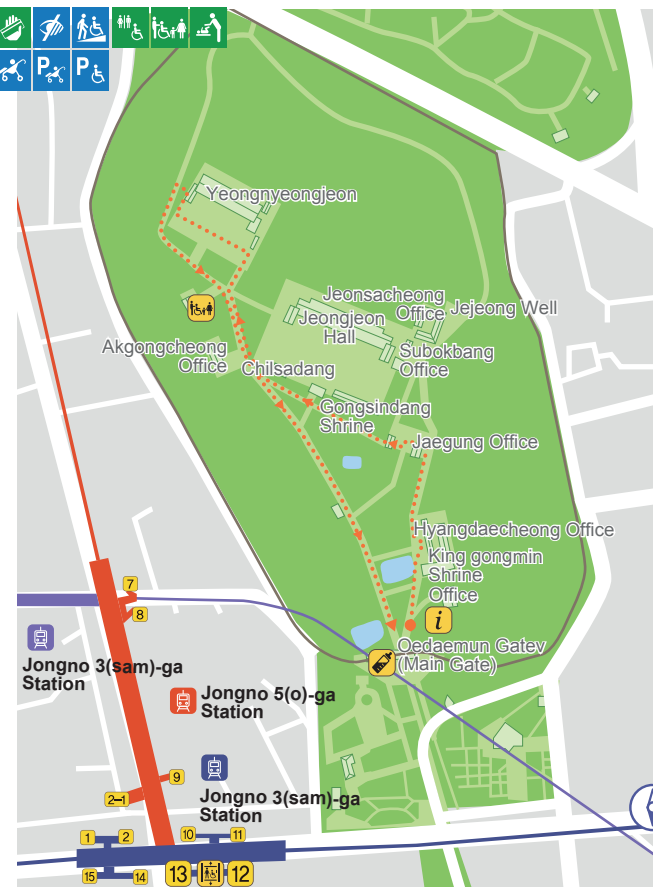 P
P
Yeongnyeongjeon
Jeonsacheong
Office
Jejeong Well
Jeongjeon
Hall
Akgongcheong
Office
Subokbang
Office
Chilsadang
Gongsindang
Shrine
Jaegung Office
Hyangdaecheong Office
King gongmin
Shrine
Office
i
Oedaemun Gatev
(Main Gate)
7
8
Jongno 3(sam)-ga
Station
Jongno 5(o)-ga
Station
9
2-1
Jongno 3(sam)-ga
Station
1
2
10
11
15
14
13
12